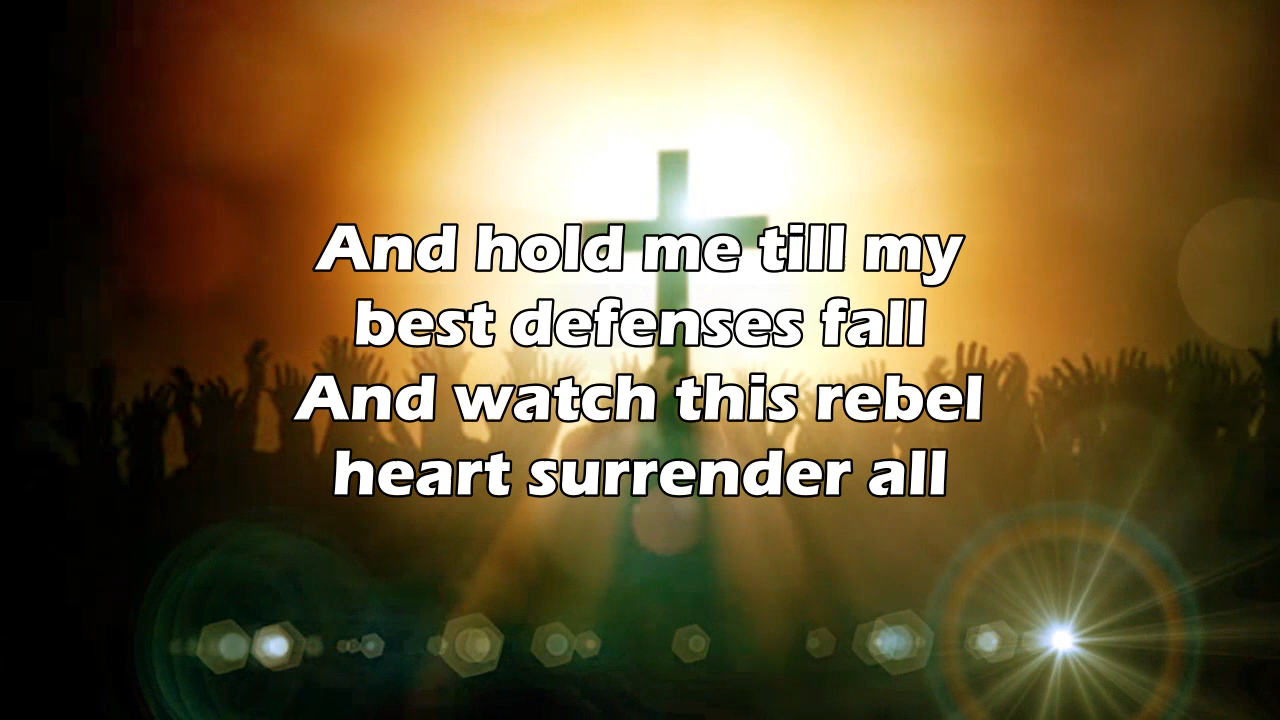 And hold me till my
best defenses fall
And watch this rebel
heart surrender all